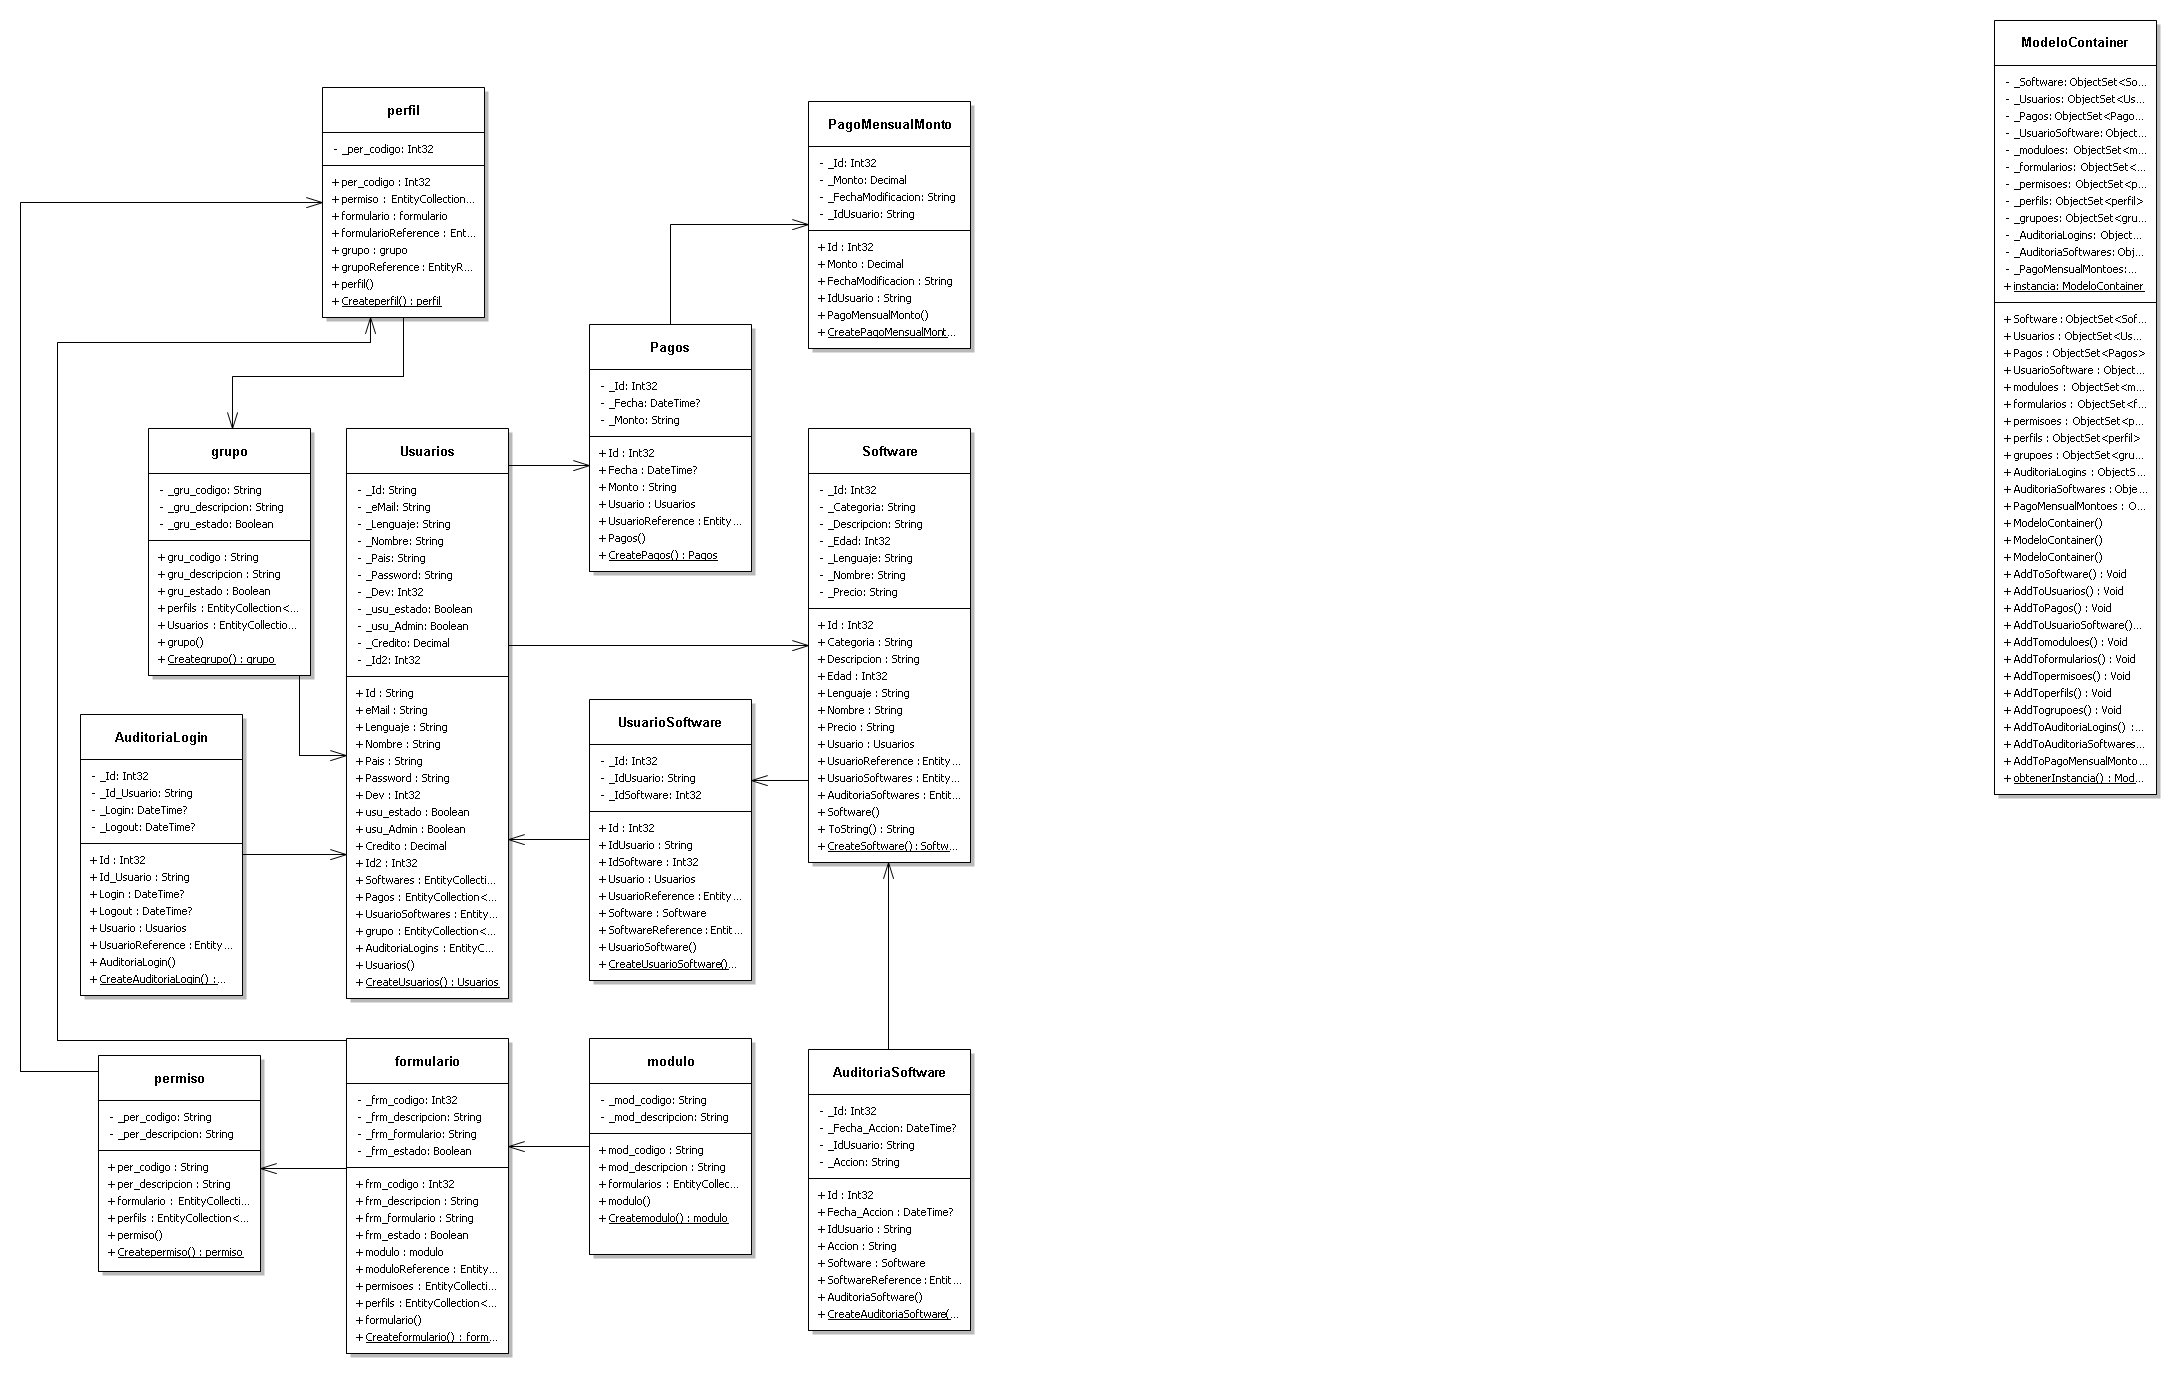 perfil
- _per_codigo: Int32
+ per_codigo : Int32
+ permiso : EntityCollection...
+ formulario : formulario
+ formularioReference : Ent...
+ grupo : grupo
+ grupoReference : EntityR...
+ perfil()
+ Createperfil() : perfil
PagoMensualMonto
- _Id: Int32
- _Monto: Decimal
- _FechaModificacion: String
- _IdUsuario: String
+ Id : Int32
+ Monto : Decimal
+ FechaModificacion : String
+ IdUsuario : String
+ PagoMensualMonto()
+ CreatePagoMensualMont...
ModeloContainer
- _Software: ObjectSet<So...
- _Usuarios: ObjectSet<Us...
- _Pagos: ObjectSet<Pago...
- _UsuarioSoftware: Object...
- _moduloes: ObjectSet<m...
- _formularios: ObjectSet<...
- _permisoes: ObjectSet<p...
- _perfils: ObjectSet<perfil>
- _grupoes: ObjectSet<gru...
- _AuditoriaLogins: Object...
- _AuditoriaSoftwares: Obj...
- _PagoMensualMontoes:...
+ instancia: ModeloContainer
+ Software : ObjectSet<Sof...
+ Usuarios : ObjectSet<Us...
+ Pagos : ObjectSet<Pagos>
+ UsuarioSoftware : Object...
+ moduloes : ObjectSet<m...
+ formularios : ObjectSet<f...
+ permisoes : ObjectSet<p...
+ perfils : ObjectSet<perfil>
+ grupoes : ObjectSet<gru...
+ AuditoriaLogins : ObjectS...
+ AuditoriaSoftwares : Obje...
+ PagoMensualMontoes : O...
+ ModeloContainer()
+ ModeloContainer()
+ ModeloContainer()
+ AddToSoftware() : Void
+ AddToUsuarios() : Void
+ AddToPagos() : Void
+ AddToUsuarioSoftware()...
+ AddTomoduloes() : Void
+ AddToformularios() : Void
+ AddTopermisoes() : Void
+ AddToperfils() : Void
+ AddTogrupoes() : Void
+ AddToAuditoriaLogins() :...
+ AddToAuditoriaSoftwares...
+ AddToPagoMensualMonto...
+ obtenerInstancia() : Mod...
Pagos
- _Id: Int32
- _Fecha: DateTime?
- _Monto: String
+ Id : Int32
+ Fecha : DateTime?
+ Monto : String
+ Usuario : Usuarios
+ UsuarioReference : Entity...
+ Pagos()
+ CreatePagos() : Pagos
grupo
- _gru_codigo: String
- _gru_descripcion: String
- _gru_estado: Boolean
+ gru_codigo : String
+ gru_descripcion : String
+ gru_estado : Boolean
+ perfils : EntityCollection<...
+ Usuarios : EntityCollectio...
+ grupo()
+ Creategrupo() : grupo
Usuarios
- _Id: String
- _eMail: String
- _Lenguaje: String
- _Nombre: String
- _Pais: String
- _Password: String
- _Dev: Int32
- _usu_estado: Boolean
- _usu_Admin: Boolean
- _Credito: Decimal
- _Id2: Int32
+ Id : String
+ eMail : String
+ Lenguaje : String
+ Nombre : String
+ Pais : String
+ Password : String
+ Dev : Int32
+ usu_estado : Boolean
+ usu_Admin : Boolean
+ Credito : Decimal
+ Id2 : Int32
+ Softwares : EntityCollecti...
+ Pagos : EntityCollection<...
+ UsuarioSoftwares : Entity...
+ grupo : EntityCollection<...
+ AuditoriaLogins : EntityC...
+ Usuarios()
+ CreateUsuarios() : Usuarios
Software
- _Id: Int32
- _Categoria: String
- _Descripcion: String
- _Edad: Int32
- _Lenguaje: String
- _Nombre: String
- _Precio: String
+ Id : Int32
+ Categoria : String
+ Descripcion : String
+ Edad : Int32
+ Lenguaje : String
+ Nombre : String
+ Precio : String
+ Usuario : Usuarios
+ UsuarioReference : Entity...
+ UsuarioSoftwares : Entity...
+ AuditoriaSoftwares : Entit...
+ Software()
+ ToString() : String
+ CreateSoftware() : Softw...
AuditoriaLogin
- _Id: Int32
- _Id_Usuario: String
- _Login: DateTime?
- _Logout: DateTime?
+ Id : Int32
+ Id_Usuario : String
+ Login : DateTime?
+ Logout : DateTime?
+ Usuario : Usuarios
+ UsuarioReference : Entity...
+ AuditoriaLogin()
+ CreateAuditoriaLogin() :...
UsuarioSoftware
- _Id: Int32
- _IdUsuario: String
- _IdSoftware: Int32
+ Id : Int32
+ IdUsuario : String
+ IdSoftware : Int32
+ Usuario : Usuarios
+ UsuarioReference : Entity...
+ Software : Software
+ SoftwareReference : Entit...
+ UsuarioSoftware()
+ CreateUsuarioSoftware()...
permiso
- _per_codigo: String
- _per_descripcion: String
+ per_codigo : String
+ per_descripcion : String
+ formulario : EntityCollecti...
+ perfils : EntityCollection<...
+ permiso()
+ Createpermiso() : permiso
formulario
- _frm_codigo: Int32
- _frm_descripcion: String
- _frm_formulario: String
- _frm_estado: Boolean
+ frm_codigo : Int32
+ frm_descripcion : String
+ frm_formulario : String
+ frm_estado : Boolean
+ modulo : modulo
+ moduloReference : Entity...
+ permisoes : EntityCollecti...
+ perfils : EntityCollection<...
+ formulario()
+ Createformulario() : form...
modulo
- _mod_codigo: String
- _mod_descripcion: String
+ mod_codigo : String
+ mod_descripcion : String
+ formularios : EntityCollec...
+ modulo()
+ Createmodulo() : modulo
AuditoriaSoftware
- _Id: Int32
- _Fecha_Accion: DateTime?
- _IdUsuario: String
- _Accion: String
+ Id : Int32
+ Fecha_Accion : DateTime?
+ IdUsuario : String
+ Accion : String
+ Software : Software
+ SoftwareReference : Entit...
+ AuditoriaSoftware()
+ CreateAuditoriaSoftware(...